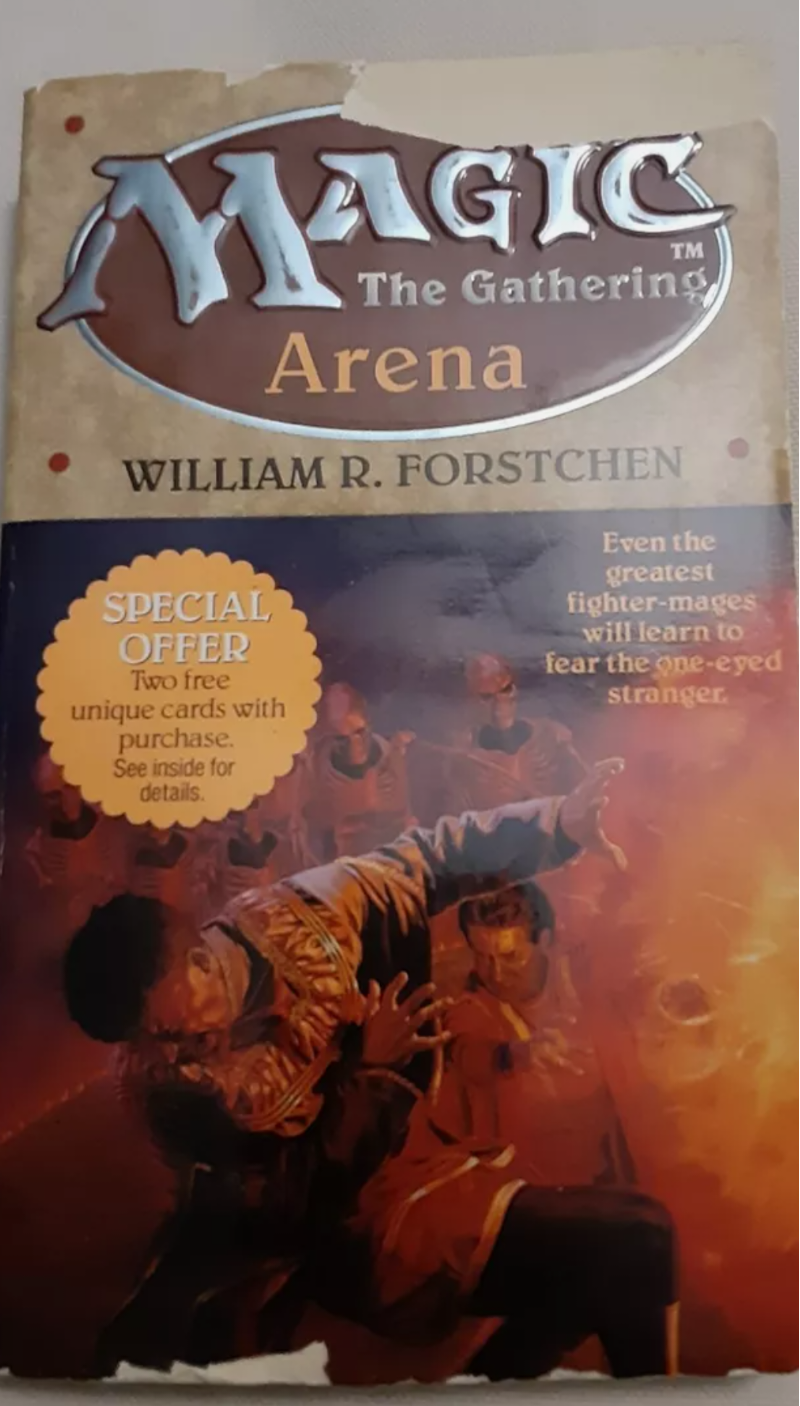 MAGIC
TM
The Gathering
Arena
WILLIAM R. FORSTCHEN
Even the
greatest
fighter-mages
will learn to
fear the one-eyed
stranger.
SPECIAL
OFFER
Two free
unique cards with
purchase.
See inside for
details.